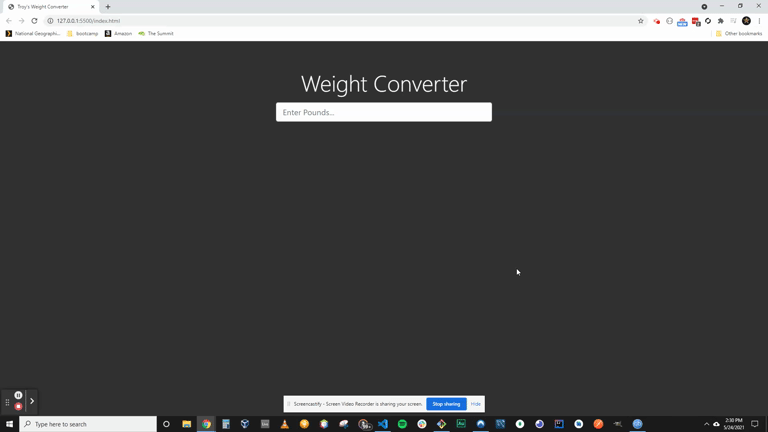 Troy's Weight Converter
127.0.0.1:5500/index.html
National Geographi...
bootcamp
Amazon
The Summit
Other bookmarks
Weight Converter
Enter Pounds...
Screencastify - Screen Video Recorder is sharing your screen.
Stop sharing
Hide
Type here to search
2:30 PM
5/24/2021